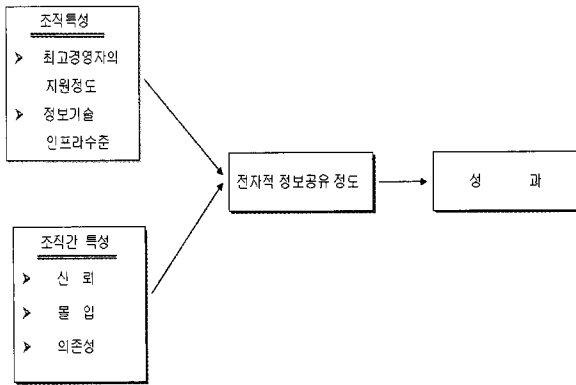 조직특성
➤ 최고경영자의
지원정도
➤ 정보기술
인프라수준
전자적 정보공유 정도
성 과
조직간 특성
➤ 신 뢰
➤ 몰 입
➤ 의존성